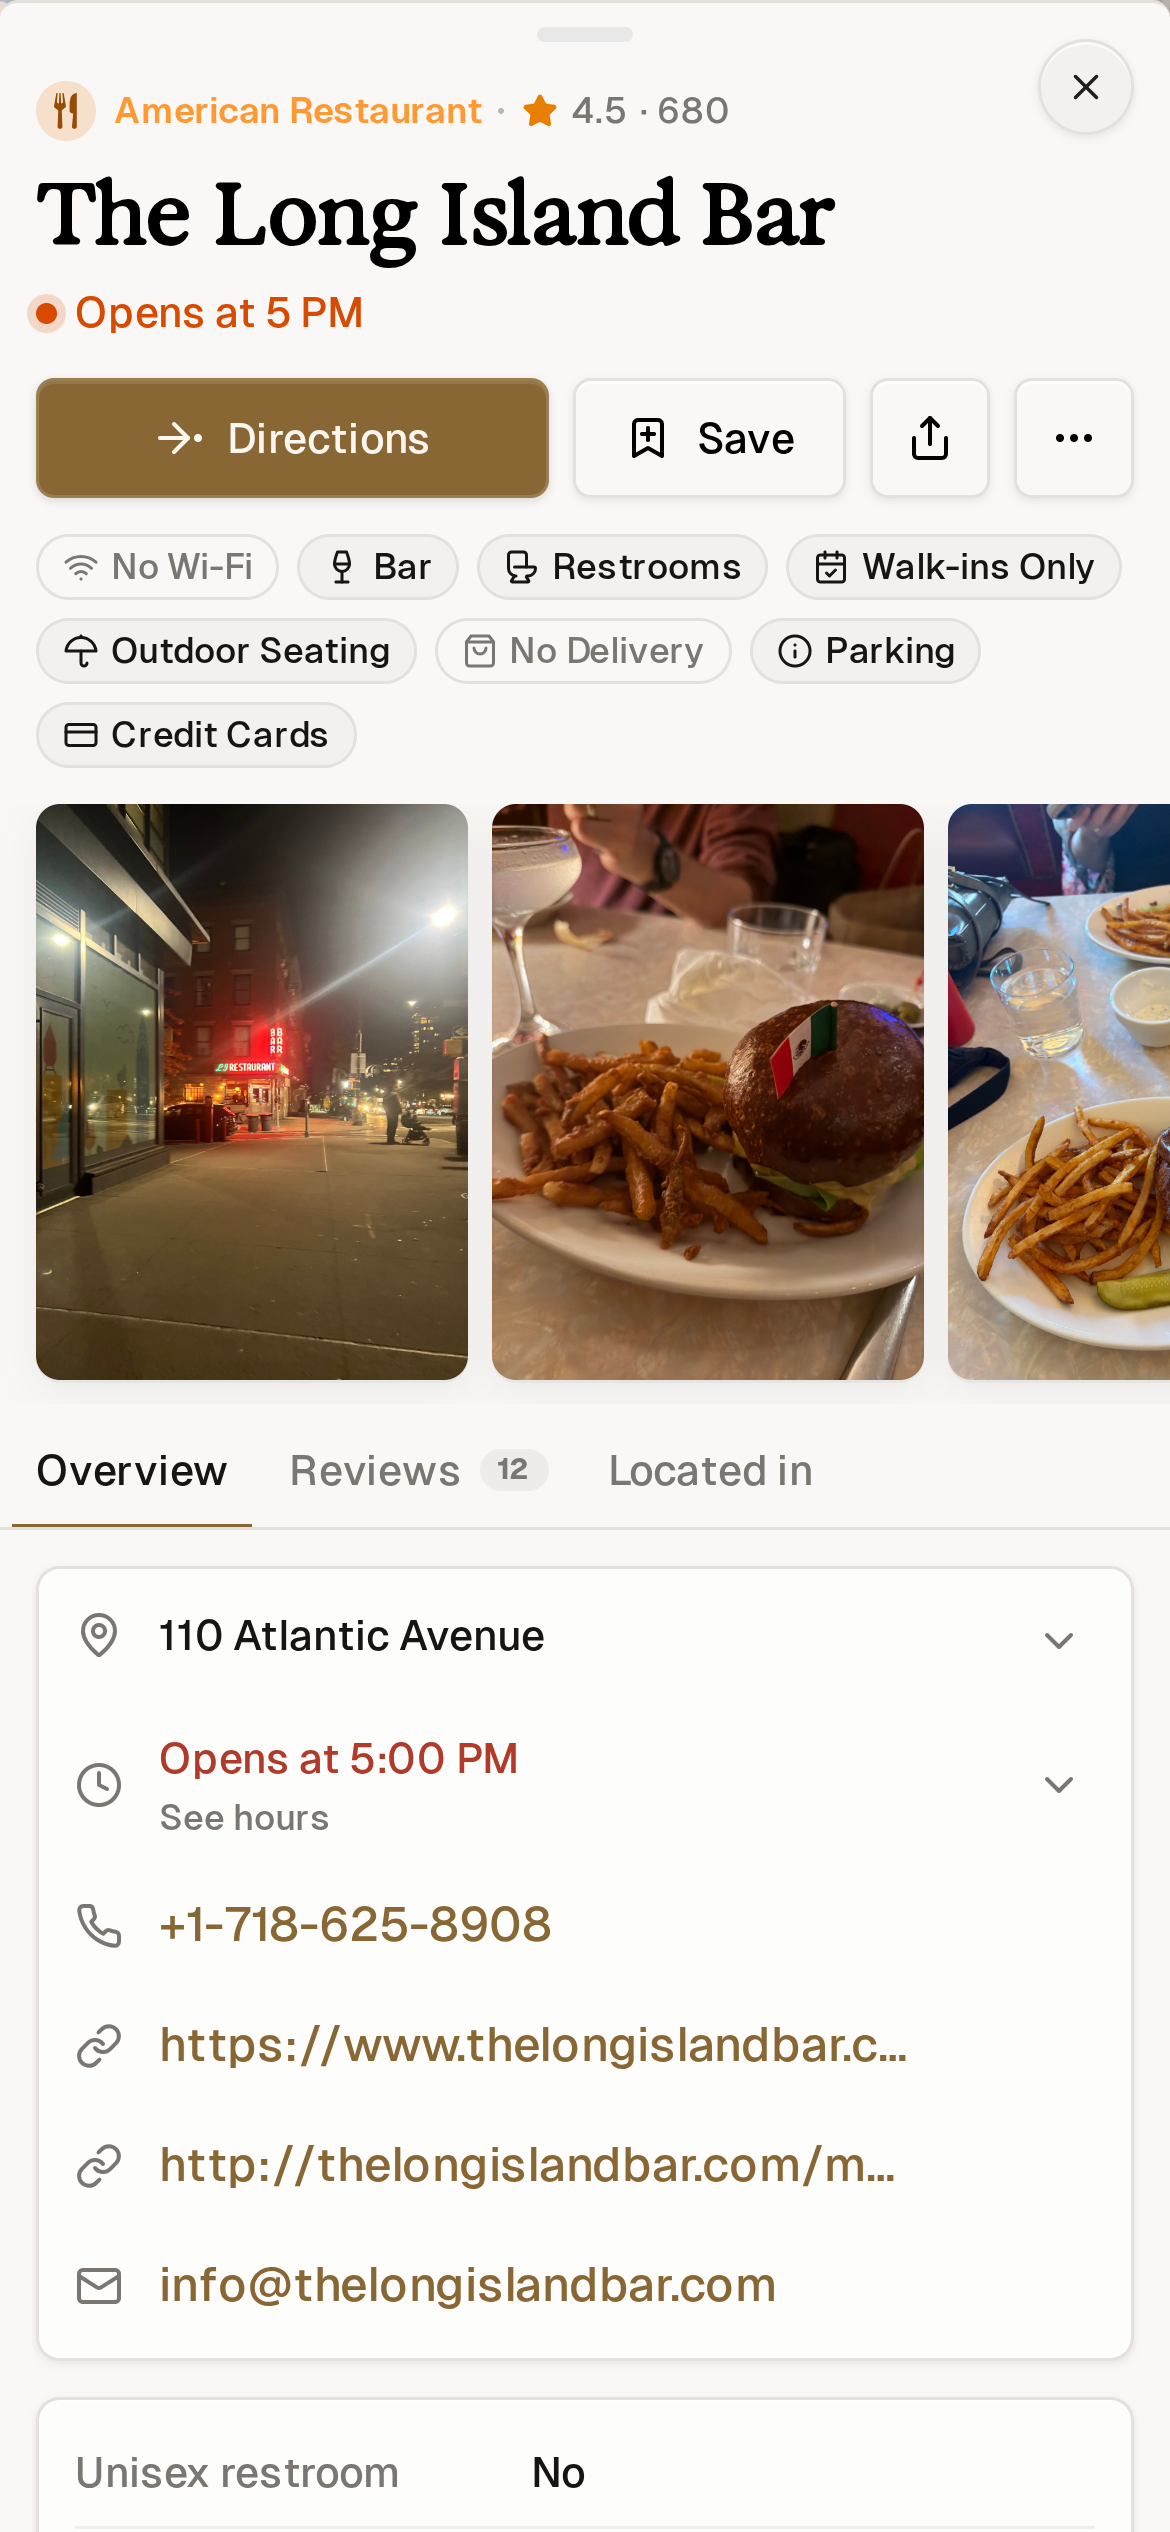 American Restaurant · 4.5 · 680
The Long Island Bar
Opens at 5 PM
Directions
Save
No Wi-Fi
Bar
Restrooms
Walk-ins Only
Outdoor Seating
No Delivery
Parking
Credit Cards
BAR
BAR
RESTAURANT
Overview
Reviews 12
Located in
110 Atlantic Avenue
Opens at 5:00 PM
See hours
+1-718-625-8908
https://www.thelongislandbar.c...
http://thelongislandbar.com/m...
info@thelongislandbar.com
Unisex restroom No